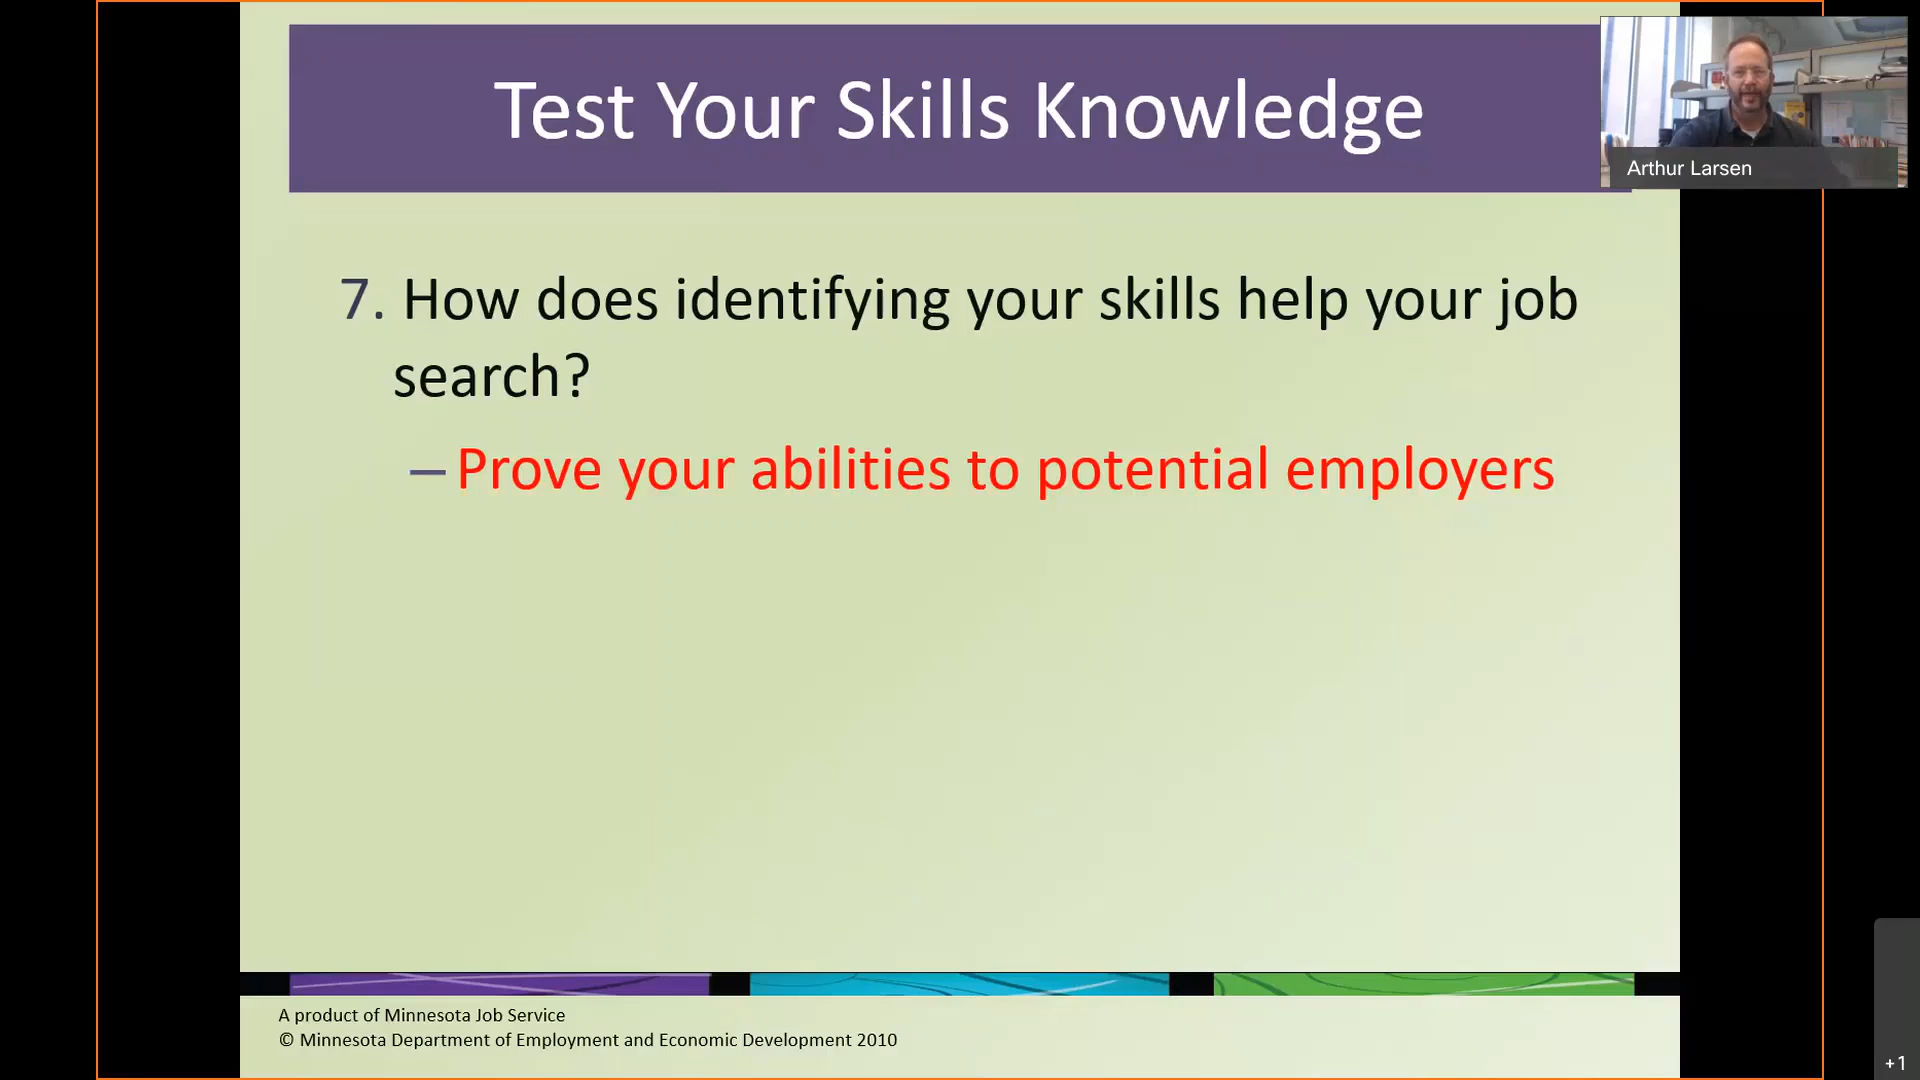 Test Your Skills Knowledge
Arthur Larsen
7. How does identifying your skills help your job
search?
– Prove your abilities to potential employers
A product of Minnesota Job Service
© Minnesota Department of Employment and Economic Development 2010
+1